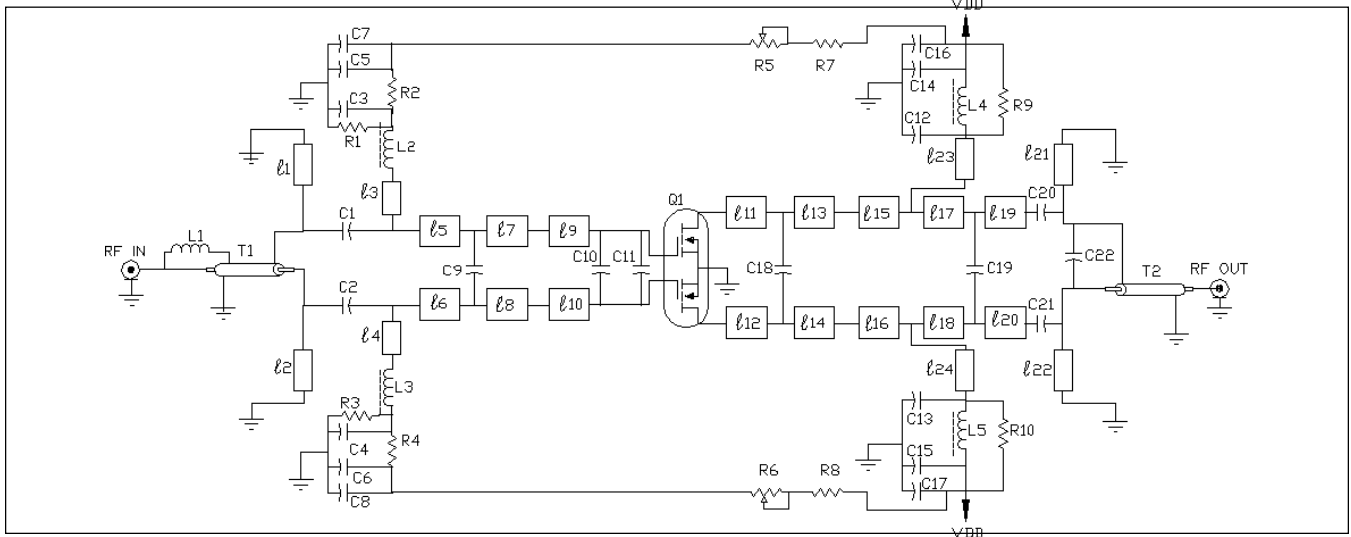 VDD
C7
C5
C3
R2
R1
L2
R5 R7
C16
C14
C12
L4
R9
ℓ1
ℓ3
ℓ23
ℓ21
RF IN
L1
T1
C1
ℓ5 ℓ7 ℓ9
Q1
ℓ11 ℓ13 ℓ15 ℓ17 ℓ19
C20
C9
C10
C11
C18
C19
C22
T2
RF OUT
C2
ℓ6 ℓ8 ℓ10
ℓ12 ℓ14 ℓ16 ℓ18 ℓ20
C21
ℓ2
ℓ4
ℓ24
ℓ22
L3
R3
R4
C4
C6
C8
R6 R8
C13
C15
C17
L5
R10
VDD